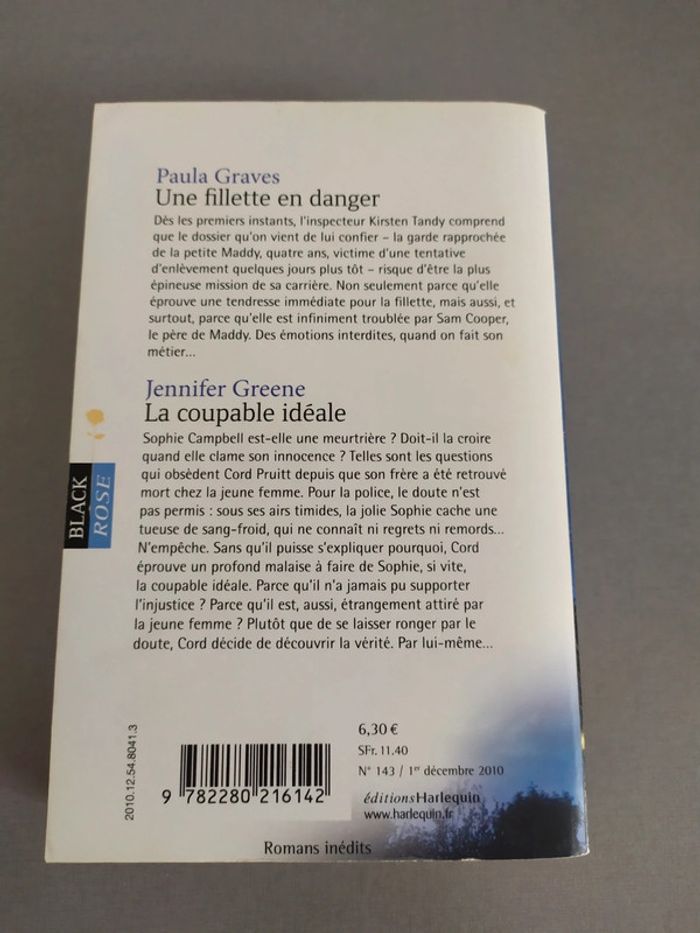 Paula Graves
Une fillette en danger
Dès les premiers instants, l'inspecteur Kirsten Tandy comprend
que le dossier qu'on vient de lui confier – la garde rapprochée
de la petite Maddy, quatre ans, victime d'une tentative
d'enlèvement quelques jours plus tôt – risque d'être la plus
épineuse mission de sa carrière. Non seulement parce qu'elle
éprouve une tendresse immédiate pour la fillette, mais aussi, et
surtout, parce qu'elle est infiniment troublée par Sam Cooper,
le père de Maddy. Des émotions interdites, quand on fait son
métier...
Jennifer Greene
La coupable idéale
Sophie Campbell est-elle une meurtrière ? Doit-il la croire
quand elle clame son innocence ? Telles sont les questions
qui obsèdent Cord Pruitt depuis que son frère a été retrouvé
mort chez la jeune femme. Pour la police, le doute n'est
pas permis : sous ses airs timides, la jolie Sophie cache une
tueuse de sang-froid, qui ne connaît ni regrets ni remords...
N'empêche. Sans qu'il puisse s'expliquer pourquoi, Cord
éprouve un profond malaise à faire de Sophie, si vite,
la coupable idéale. Parce qu'il n'a jamais pu supporter
l'injustice ? Parce qu'il est, aussi, étrangement attiré par
la jeune femme ? Plutôt que de se laisser ronger par le
doute, Cord décide de découvrir la vérité. Par lui-même...
BLACK
ROSE
2010.12.54.8041.3
9 782280 216142
6,30 €
SFr. 11.40
N° 143 / 1er décembre 2010
éditionsHarlequin
www.harlequin.fr
Romans inédits